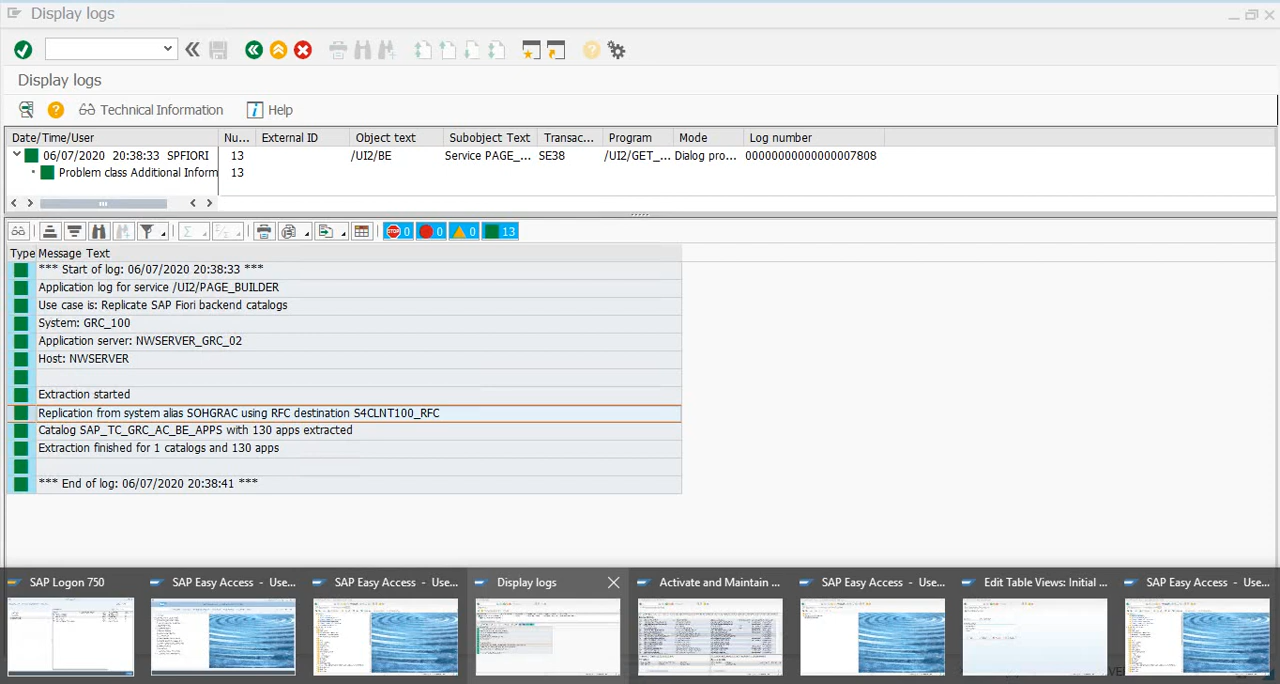 Display logs
Display logs
Technical Information Help
Date/Time/User Nu... External ID Object text Subobject Text Transac... Program Mode Log number
06/07/2020 20:38:33 SPFIORI 13 /UI2/BE Service PAGE_... SE38 /UI2/GET_... Dialog pro... 00000000000000007808
Problem class Additional Inform 13
STOP 0 0 0 13
Type Message Text
*** Start of log: 06/07/2020 20:38:33 ***
Application log for service /UI2/PAGE_BUILDER
Use case is: Replicate SAP Fiori backend catalogs
System: GRC_100
Application server: NWSERVER_GRC_02
Host: NWSERVER
Extraction started
Replication from system alias SOHGRAC using RFC destination S4CLNT100_RFC
Catalog SAP_TC_GRC_AC_BE_APPS with 130 apps extracted
Extraction finished for 1 catalogs and 130 apps
*** End of log: 06/07/2020 20:38:41 ***
SAP Logon 750 SAP Easy Access - Use... SAP Easy Access - Use... Display logs Activate and Maintain ... SAP Easy Access - Use... Edit Table Views: Initial ... SAP Easy Access - Use...